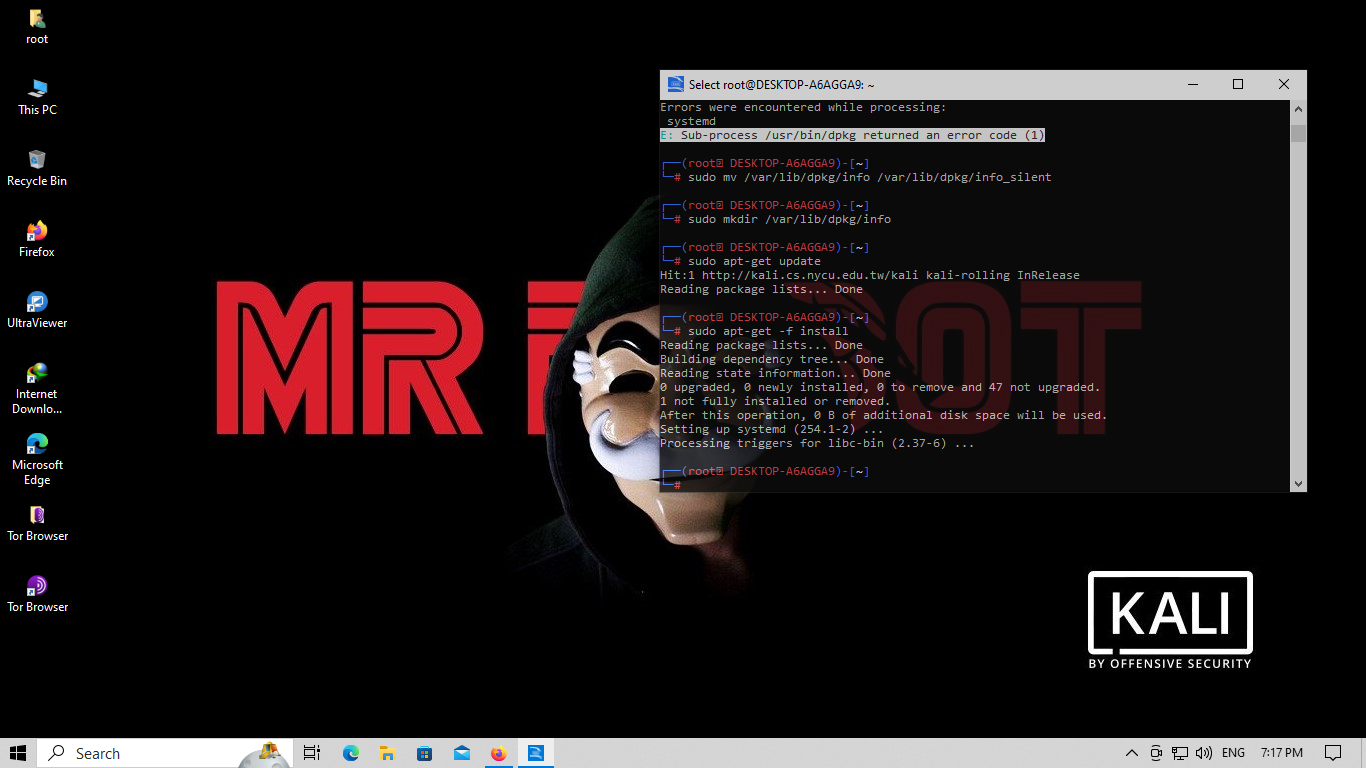 root
This PC
Recycle Bin
Firefox
UltraViewer
Internet
Downlo...
Microsoft
Edge
Tor Browser
Tor Browser
MR R
OT
Select root@DESKTOP-A6AGGA9: ~
Errors were encountered while processing:
systemd
E: Sub-process /usr/bin/dpkg returned an error code (1)
(root DESKTOP-A6AGGA9)-[~]
# sudo mv /var/lib/dpkg/info /var/lib/dpkg/info_silent
(root DESKTOP-A6AGGA9)-[~]
# sudo mkdir /var/lib/dpkg/info
(root DESKTOP-A6AGGA9)-[~]
# sudo apt-get update
Hit:1 http://kali.cs.nycu.edu.tw/kali kali-rolling InRelease
Reading package lists... Done
(root DESKTOP-A6AGGA9)-[~]
# sudo apt-get -f install
Reading package lists... Done
Building dependency tree... Done
Reading state information... Done
0 upgraded, 0 newly installed, 0 to remove and 47 not upgraded.
1 not fully installed or removed.
After this operation, 0 B of additional disk space will be used.
Setting up systemd (254.1-2) ...
Processing triggers for libc-bin (2.37-6) ...
(root DESKTOP-A6AGGA9)-[~]
#
KALI
BY OFFENSIVE SECURITY
Search
ENG
7:17 PM